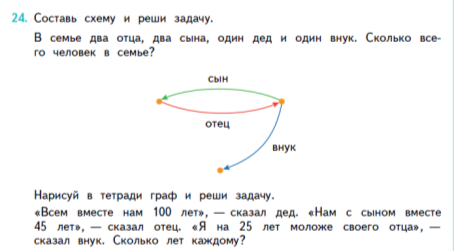 24. Составь схему и реши задачу.
В семье два отца, два сына, один дед и один внук. Сколько все-
го человек в семье?
сын
отец
внук
Нарисуй в тетради граф и реши задачу.
«Всем вместе нам 100 лет», — сказал дед. «Нам с сыном вместе
45 лет», — сказал отец. «Я на 25 лет моложе своего отца», —
сказал внук. Сколько лет каждому?